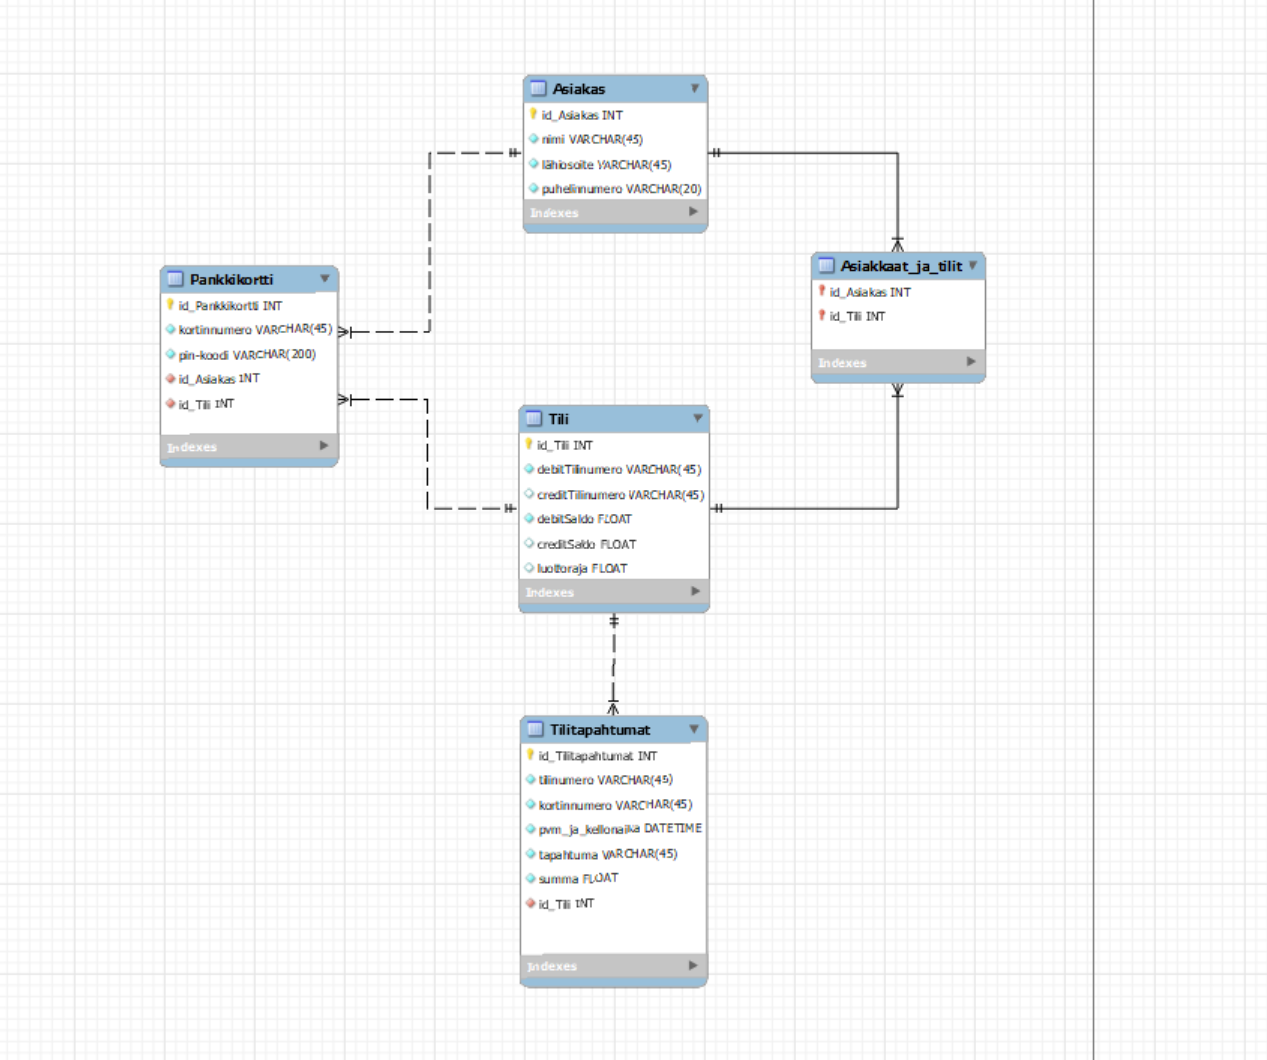 Asiakas
id_Asiakas INT
nimi VARCHAR(45)
lähiosoite VARCHAR(45)
puhelinnumero VARCHAR(20)
Indexes
Pankkikortti
id_Pankkikortti INT
kortinnumero VARCHAR(45)
pin-koodi VARCHAR(200)
id_Asiakas INT
id_Tili INT
Indexes
Asiakkaat_ja_tilit
id_Asiakas INT
id_Tili INT
Indexes
Tili
id_Tili INT
debitTilinumero VARCHAR(45)
creditTilinumero VARCHAR(45)
debitSaldo FLOAT
creditSaldo FLOAT
luottoraja FLOAT
Indexes
Tilitapahtumat
id_Tilitapahtumat INT
tilinumero VARCHAR(45)
kortinnumero VARCHAR(45)
pvm_ja_kellonaika DATETIME
tapahtuma VARCHAR(45)
summa FLOAT
id_Tili INT
Indexes